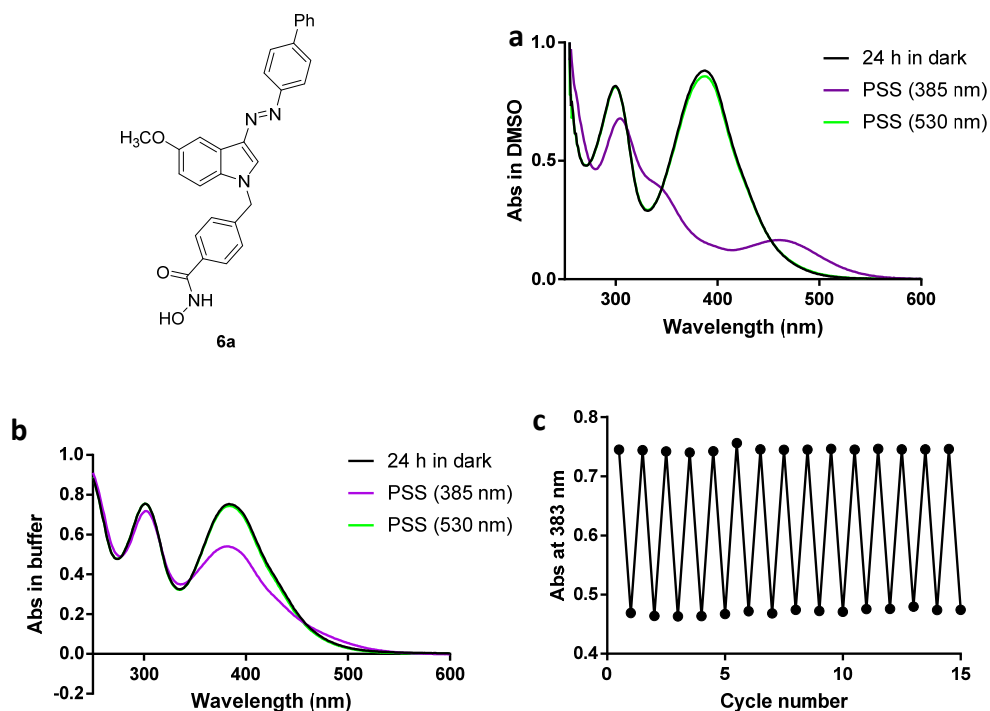 Ph
N
N
H₃CO
N
O
NH
HO
6a
a
1.0
0.5
0.0
Abs in DMSO
300 400 500 600
Wavelength (nm)
24 h in dark
PSS (385 nm)
PSS (530 nm)
b
1.0
0.8
0.6
0.4
0.2
0.0
-0.2
Abs in buffer
300 400 500 600
Wavelength (nm)
24 h in dark
PSS (385 nm)
PSS (530 nm)
c
0.8
0.7
0.6
0.5
0.4
Abs at 383 nm
0 5 10 15
Cycle number